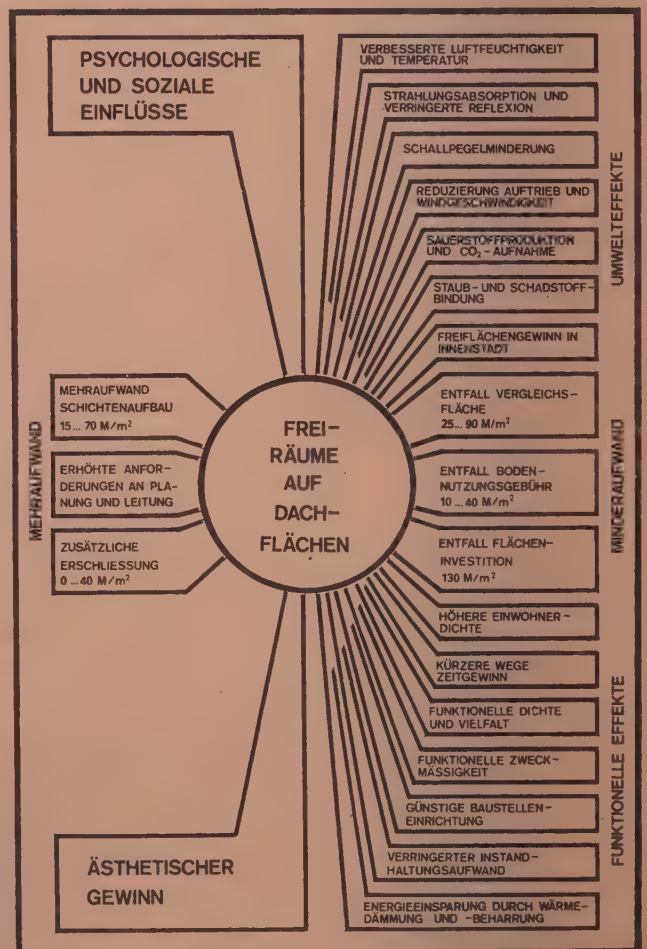 PSYCHOLOGISCHE
UND SOZIALE
EINFLÜSSE
VERBESSERTE LUFTFEUCHTIGKEIT
UND TEMPERATUR
STRAHLUNGSABSORPTION UND
VERRINGERTE REFLEXION
SCHALLPEGELMINDERUNG
REDUZIERUNG AUFTRIEB UND
WINDGESCHWINDIGKEIT
SAUERSTOFFPRODUKTION
UND CO₂-AUFNAHME
STAUB- UND SCHADSTOFF-
BINDUNG
FREIFLÄCHENGEWINN IN
INNENSTADT
UMWELTEFFEKTE
MEHRAUFWAND
MEHRAUFWAND
SCHICHTENAUFBAU
15... 70 M/m²
ERHÖHTE ANFOR-
DERUNGEN AN PLA-
NUNG UND LEITUNG
ZUSÄTZLICHE
ERSCHLIESSUNG
0 ...40 M/m²
FREI-
RÄUME
AUF
DACH-
FLÄCHEN
ENTFALL VERGLEICHS-
FLÄCHE
25...90 M/m²
ENTFALL BODEN-
NUTZUNGSGEBÜHR
10 ...40 M/m²
ENTFALL FLÄCHEN-
INVESTITION
130 M/m²
MINDERAUFWAND
HÖHERE EINWOHNER-
DICHTE
KÜRZERE WEGE
ZEITGEWINN
FUNKTIONELLE DICHTE
UND VIELFALT
FUNKTIONELLE ZWECK-
MÄSSIGKEIT
GÜNSTIGE BAUSTELLEN-
EINRICHTUNG
VERRINGERTER INSTAND-
HALTUNGSAUFWAND
ENERGIEEINSPARUNG DURCH WÄRME-
DÄMMUNG UND -BEHARRUNG
FUNKTIONELLE EFFEKTE
ÄSTHETISCHER
GEWINN